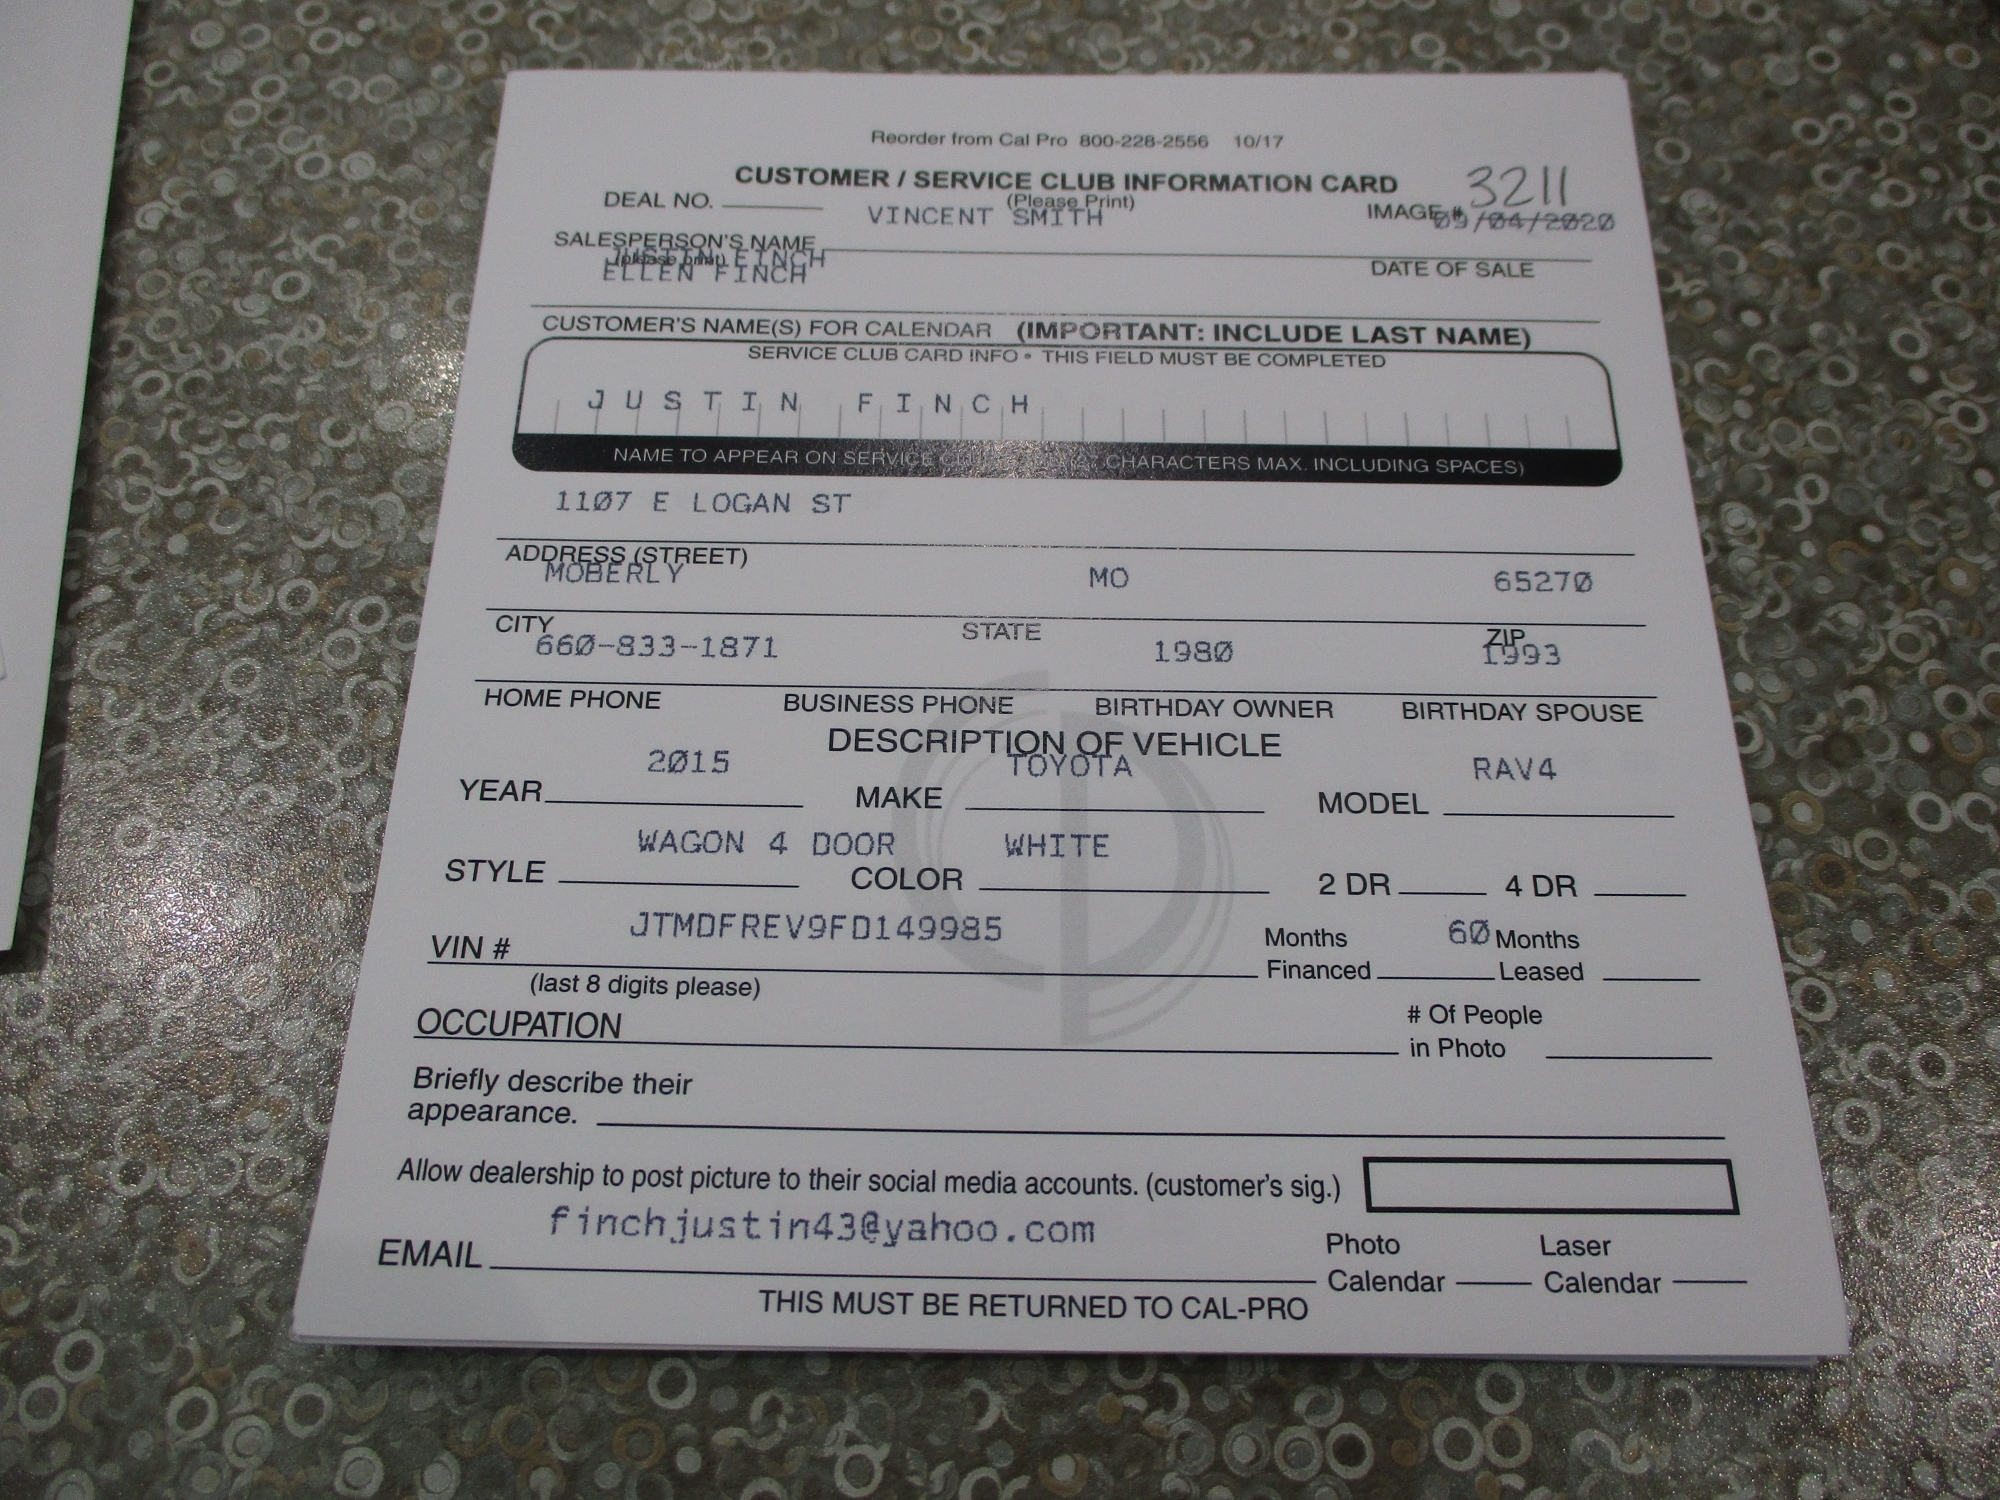 Reorder from Cal Pro 800-228-2556 10/17
CUSTOMER / SERVICE CLUB INFORMATION CARD
3211
DEAL NO. (Please Print) IMAGE #
VINCENT SMITH 09/04/2020
SALESPERSON'S NAME
(please print) JUSTIN FINCH
ELLEN FINCH DATE OF SALE
CUSTOMER'S NAME(S) FOR CALENDAR (IMPORTANT: INCLUDE LAST NAME)
SERVICE CLUB CARD INFO • THIS FIELD MUST BE COMPLETED
JUSTIN FINCH
NAME TO APPEAR ON SERVICE CHARACTERS MAX. INCLUDING SPACES)
1107 E LOGAN ST
ADDRESS (STREET)
MOBERLY MO 65270
CITY STATE ZIP
660-833-1871 1980 1993
HOME PHONE BUSINESS PHONE BIRTHDAY OWNER BIRTHDAY SPOUSE
DESCRIPTION OF VEHICLE
2015 TOYOTA RAV4
YEAR MAKE MODEL
WAGON 4 DOOR WHITE
STYLE COLOR 2 DR 4 DR
JTMDFREV9FD149985 60
VIN # Months Financed Months Leased
(last 8 digits please)
OCCUPATION # Of People in Photo
Briefly describe their
appearance.
Allow dealership to post picture to their social media accounts. (customer's sig.)
finchjustin43@yahoo.com
EMAIL Photo Calendar Laser Calendar
THIS MUST BE RETURNED TO CAL-PRO